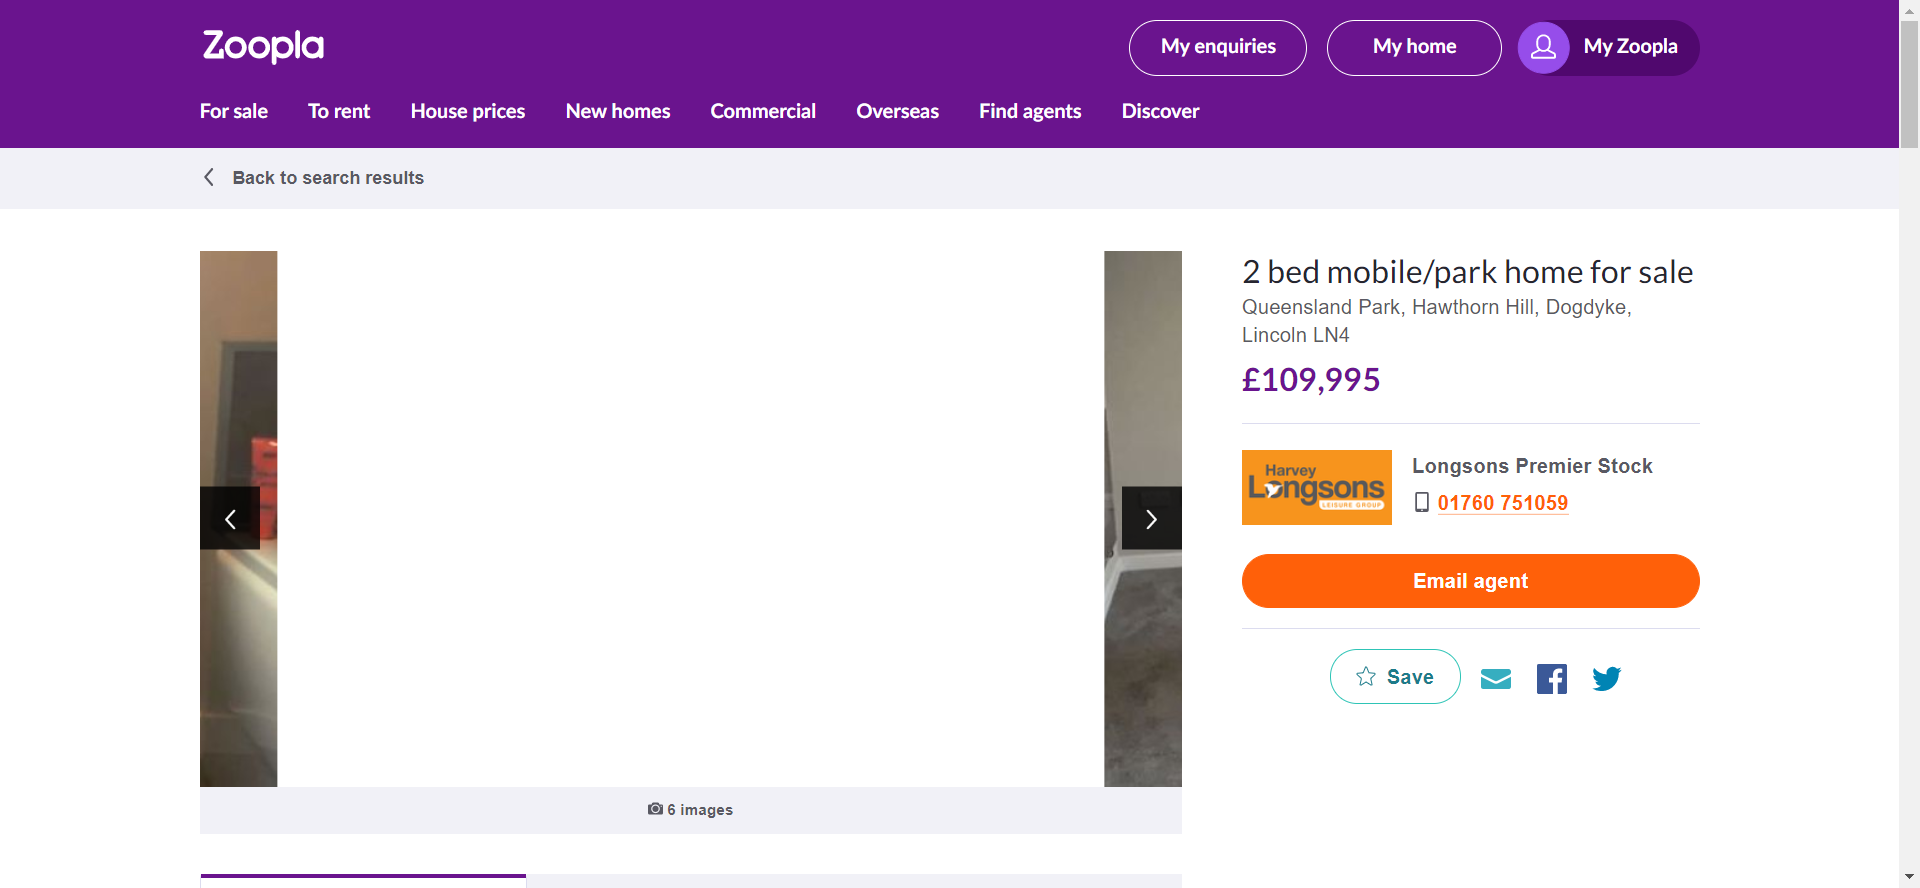 Zoopla
My enquiries
My home
My Zoopla
For sale
To rent
House prices
New homes
Commercial
Overseas
Find agents
Discover
Back to search results
2 bed mobile/park home for sale
Queensland Park, Hawthorn Hill, Dogdyke,
Lincoln LN4
£109,995
Harvey
Longsons
LEISURE GROUP
Longsons Premier Stock
01760 751059
Email agent
Save
6 images